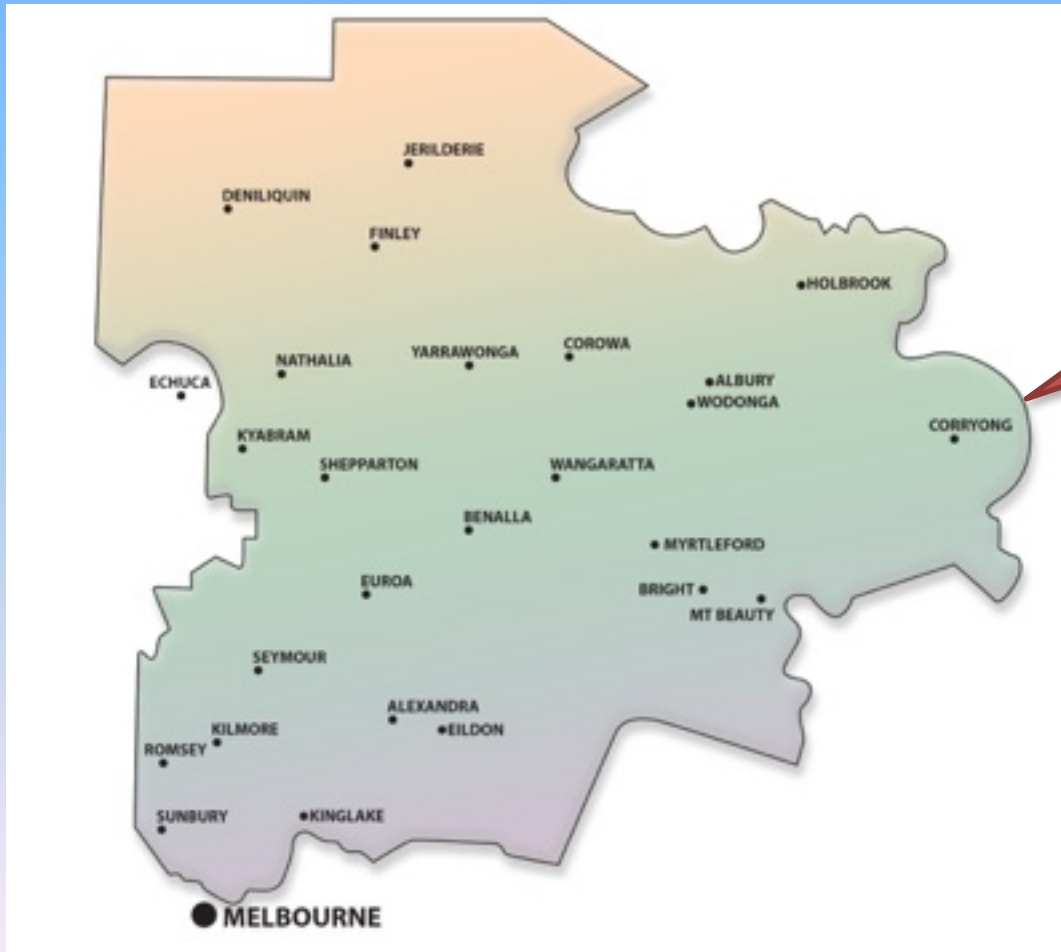 JERILDERIE
DENILIQUIN
FINLEY
HOLBROOK
COROWA
YARRAWONGA
NATHALIA
ECHUCA
ALBURY
WODONGA
CORRYONG
KYABRAM
SHEPPARTON
WANGARATTA
BENALLA
MYRTLEFORD
EUROA
BRIGHT
MT BEAUTY
SEYMOUR
ALEXANDRA
KILMORE
EILDON
ROMSEY
SUNBURY
KINGLAKE
MELBOURNE